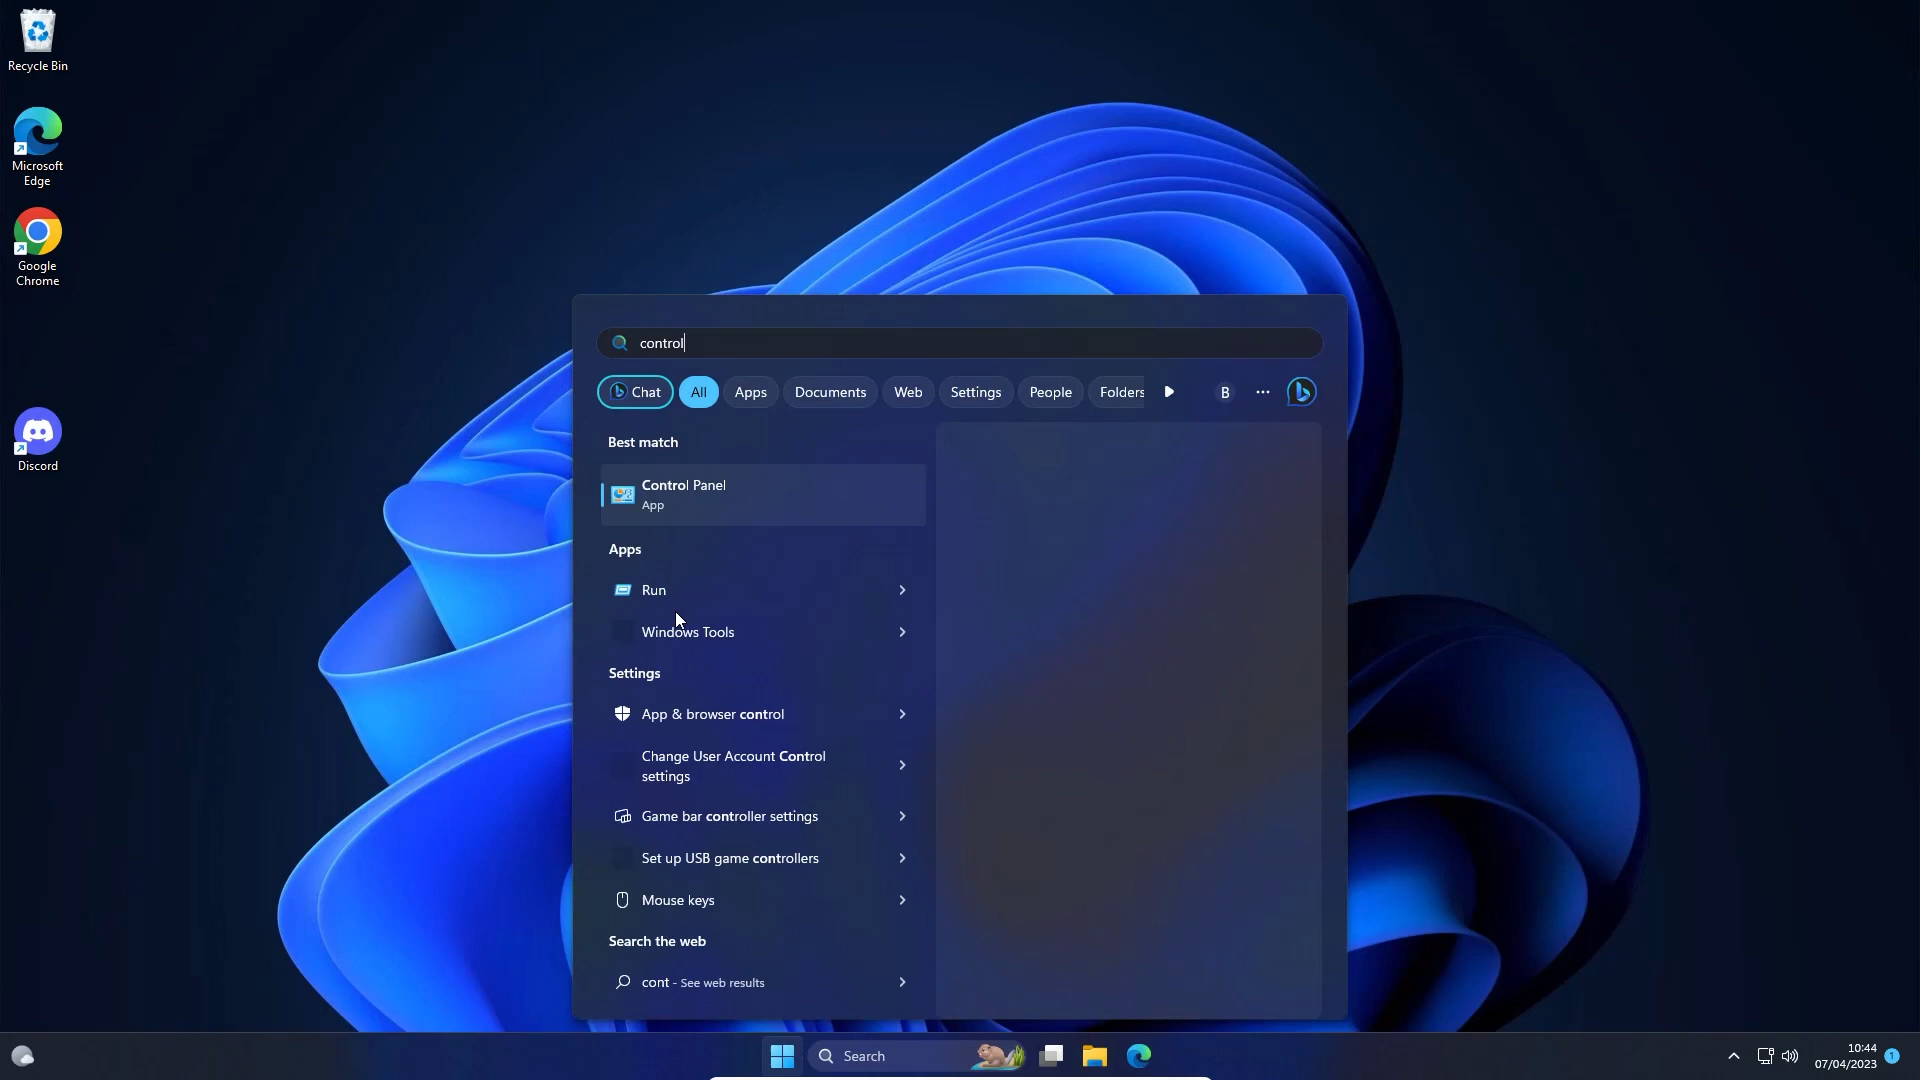 Recycle Bin
Microsoft
Edge
Google
Chrome
Discord
control
Chat
All
Apps
Documents
Web
Settings
People
Folders
B
Best match
Control Panel
App
Apps
Run
Windows Tools
Settings
App & browser control
Change User Account Control
settings
Game bar controller settings
Set up USB game controllers
Mouse keys
Search the web
cont - See web results
Search
10:44
07/04/2023
1